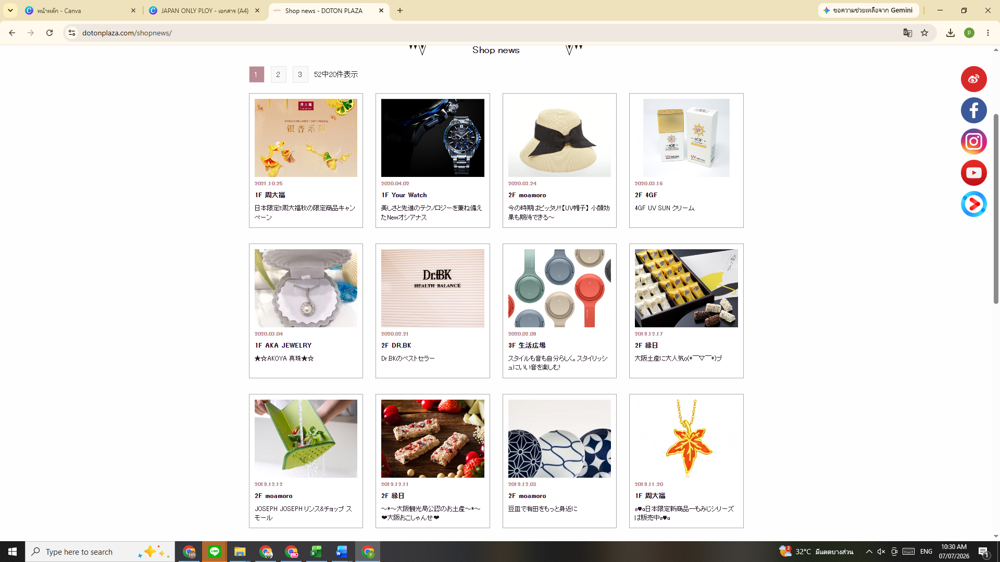 หน้าหลัก - Canva
JAPAN ONLY PLOY - เอกสาร (A4)
Shop news - DOTON PLAZA
ขอความช่วยเหลือจาก Gemini
dotonplaza.com/shopnews/
P
Shop news
1
2
3
52中20件表示
周大福
银杏系列
2021.10.25
1F 周大福
日本限定!!周大福秋の限定商品キャン
ペーン
2020.04.02
1F Your Watch
美しさと先進のテクノロジーを兼ね備え
たNewオシアナス
2020.03.24
2F moamoro
今の時期はピッタリ!!【UV帽子】 小顔効
果も期待できる～
4GF
4GF
2020.03.16
2F 4GF
4GF UV SUN クリーム
2020.03.04
1F AKA JEWELRY
★☆AKOYA 真珠★☆
Dr.BK
HEALTH BALANCE
2020.02.21
2F DR.BK
Dr.BKのベストセラー
2020.02.09
3F 生活広場
スタイルも音も自分らしく。スタイリッシ
ュにいい音を楽しむ!
2019.12.17
2F 縁日
大阪土産に大人気o(*￣▽￣*)ブ
2019.12.12
2F moamoro
JOSEPH JOSEPH リンス&チョップ ス
モール
2019.12.11
2F 縁日
～*～大阪観光局公認のお土産～*～
❤大阪おこしゃんせ❤
2019.12.03
2F moamoro
豆皿で有田をもっと身近に
2019.11.20
1F 周大福
ʚ♥ɞ日本限定新商品—もみじシリーズ
は販売中ʚ♥ɞ
Type here to search
HR
LINE
PRO
P
2
32°C มีแดดบางส่วน
ENG
10:30 AM
07/07/2026
1